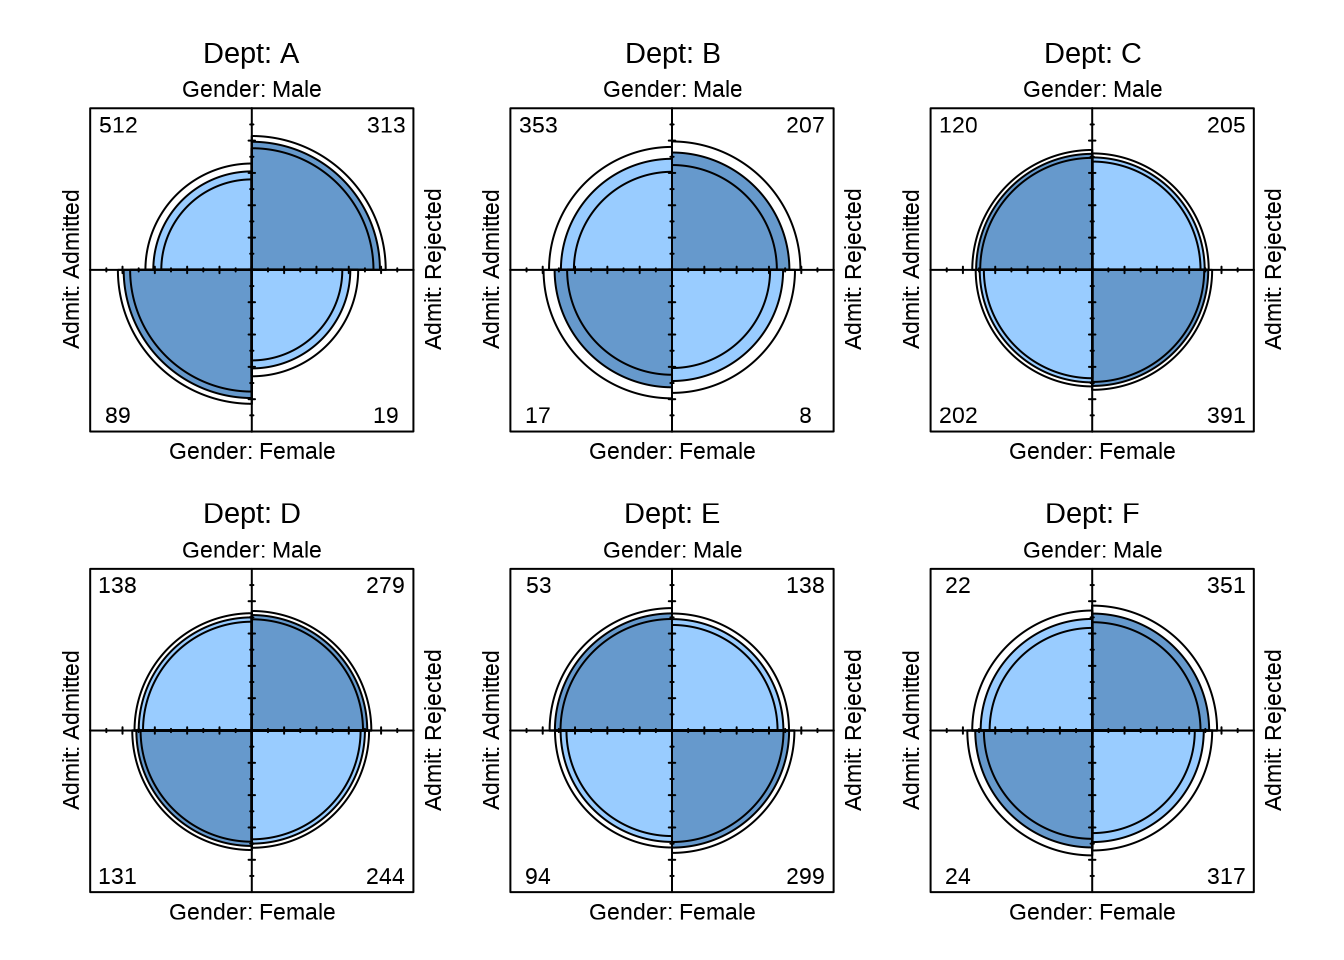 Dept: A
Gender: Male
512 313
Admit: Admitted
Admit: Rejected
89 19
Gender: Female
Dept: B
Gender: Male
353 207
Admit: Admitted
Admit: Rejected
17 8
Gender: Female
Dept: C
Gender: Male
120 205
Admit: Admitted
Admit: Rejected
202 391
Gender: Female
Dept: D
Gender: Male
138 279
Admit: Admitted
Admit: Rejected
131 244
Gender: Female
Dept: E
Gender: Male
53 138
Admit: Admitted
Admit: Rejected
94 299
Gender: Female
Dept: F
Gender: Male
22 351
Admit: Admitted
Admit: Rejected
24 317
Gender: Female